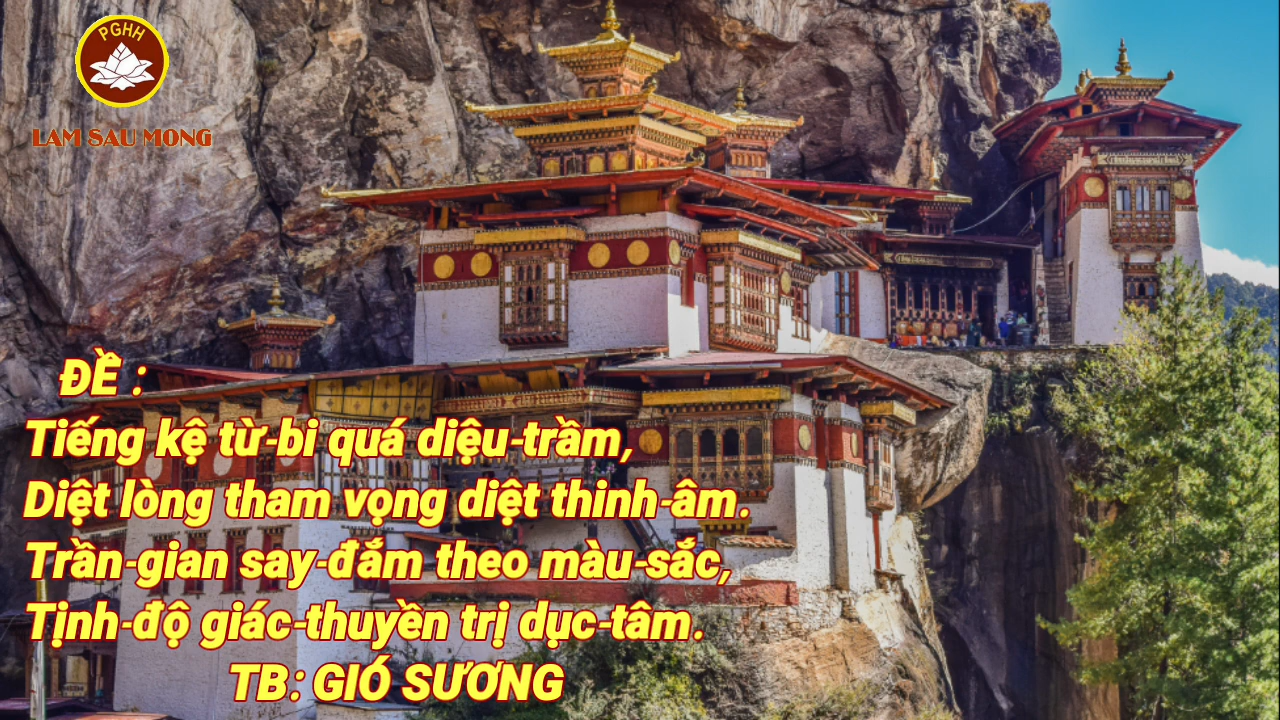 PGHH
LAM SAU MONG
ĐỀ :
Tiếng kệ từ-bi quá diệu-trầm,
Diệt lòng tham vọng diệt thinh-âm.
Trần-gian say-đắm theo màu-sắc,
Tịnh-độ giác-thuyền trị dục-tâm.
TB: GIÓ SƯƠNG